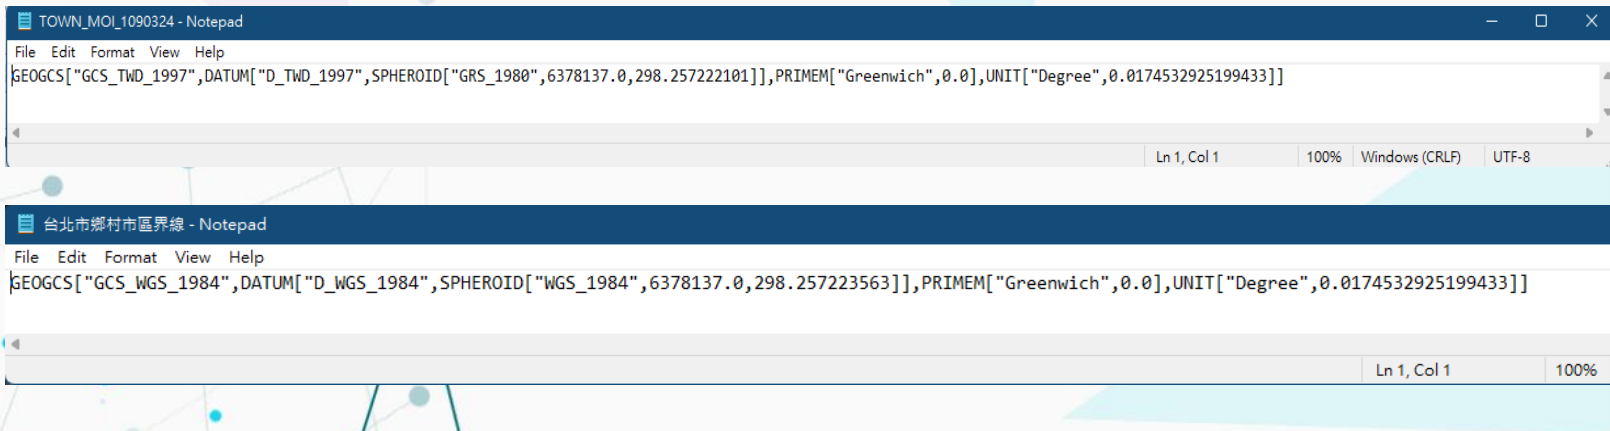 TOWN_MOI_1090324 - Notepad
File Edit Format View Help
GEOGCS["GCS_TWD_1997",DATUM["D_TWD_1997",SPHEROID["GRS_1980",6378137.0,298.257222101]],PRIMEM["Greenwich",0.0],UNIT["Degree",0.0174532925199433]]
Ln 1, Col 1 100% Windows (CRLF) UTF-8
台北市鄉村市區界線 - Notepad
File Edit Format View Help
GEOGCS["GCS_WGS_1984",DATUM["D_WGS_1984",SPHEROID["WGS_1984",6378137.0,298.257223563]],PRIMEM["Greenwich",0.0],UNIT["Degree",0.0174532925199433]]
Ln 1, Col 1 100%